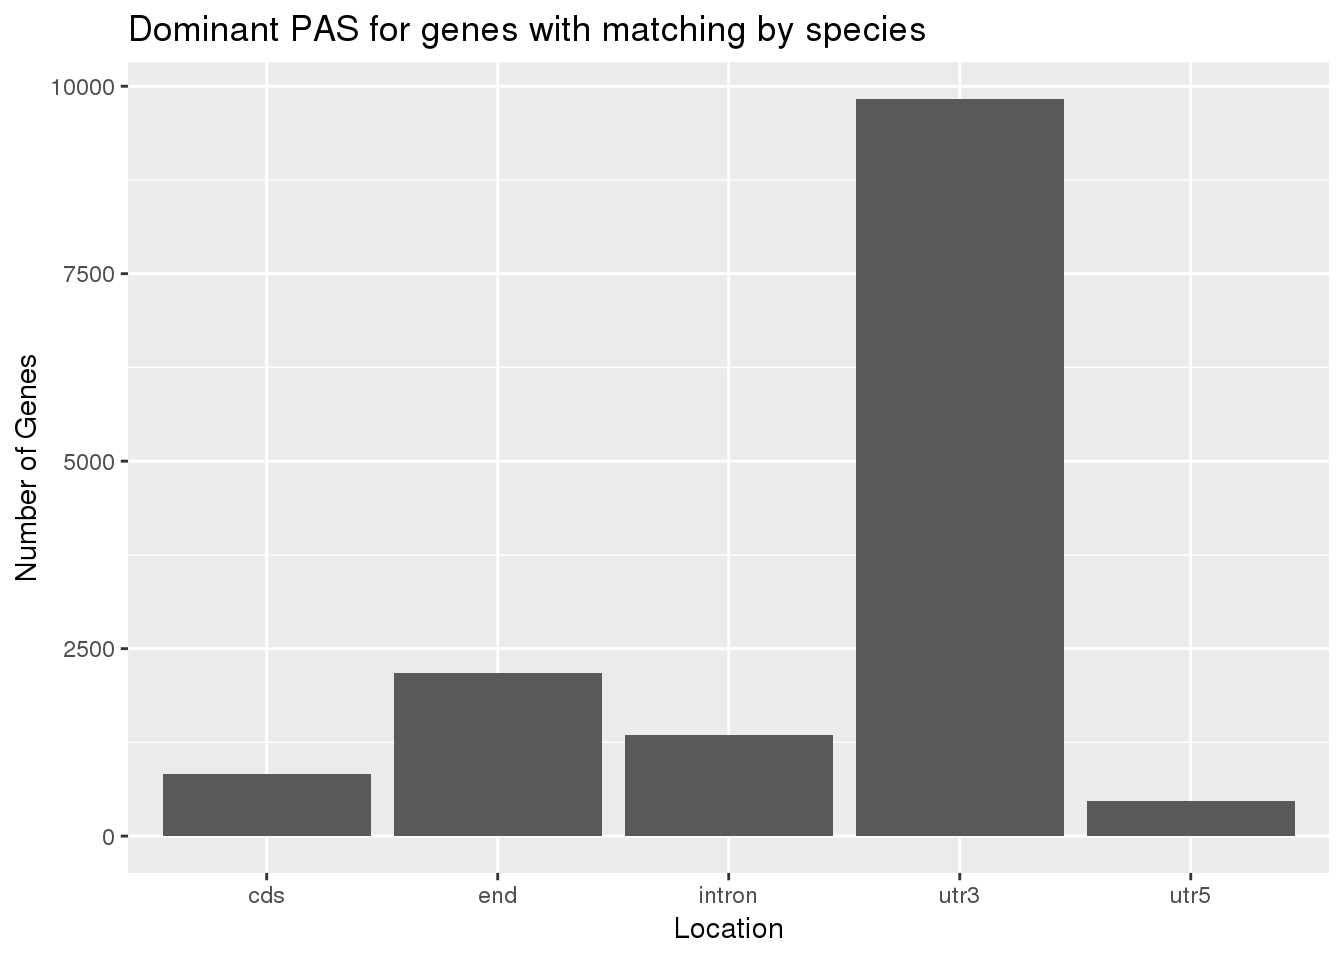 Dominant PAS for genes with matching by species
10000
7500
5000
2500
0
Number of Genes
cds end intron utr3 utr5
Location